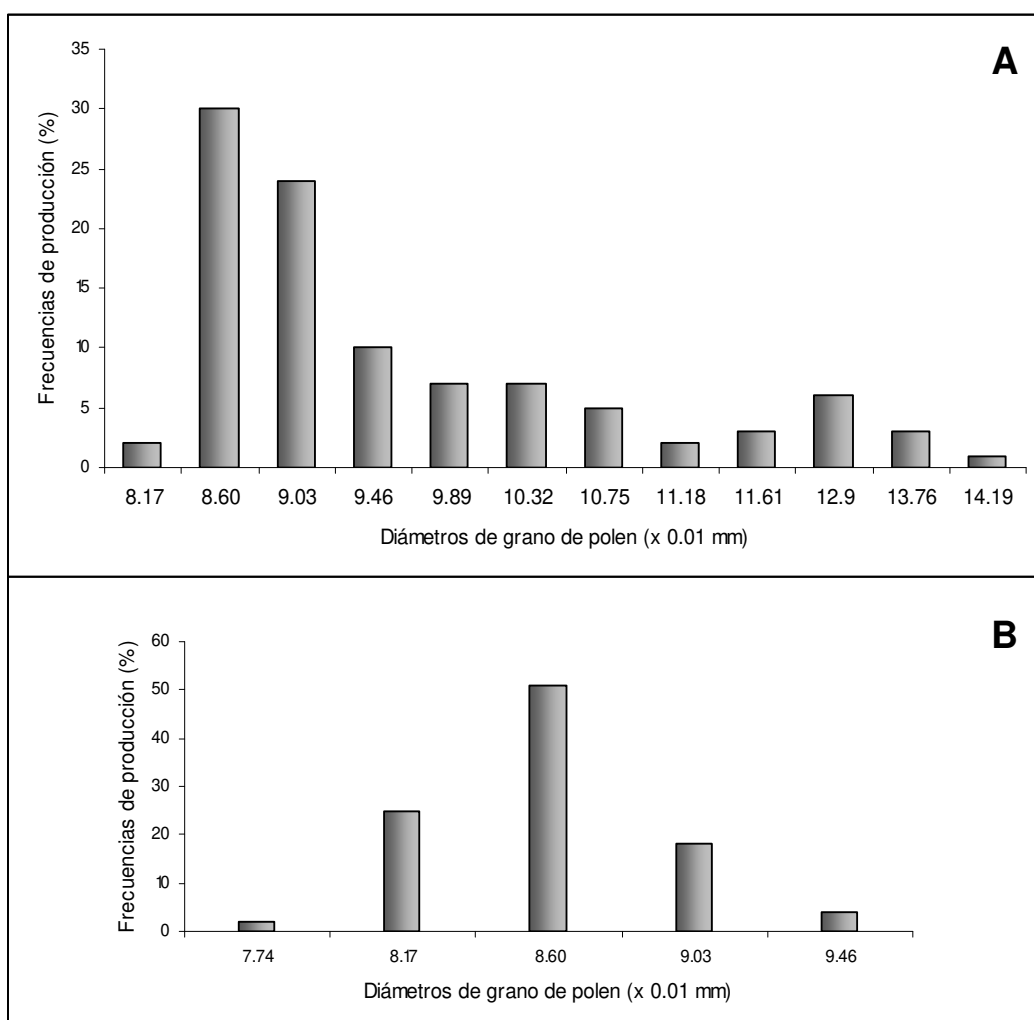 A
35
30
25
20
15
10
5
0
Frecuencias de producción (%)
8.17 8.60 9.03 9.46 9.89 10.32 10.75 11.18 11.61 12.9 13.76 14.19
Diámetros de grano de polen (x 0.01 mm)
B
60
50
40
30
20
10
0
Frecuencias de producción (%)
7.74 8.17 8.60 9.03 9.46
Diámetros de grano de polen (x 0.01 mm)